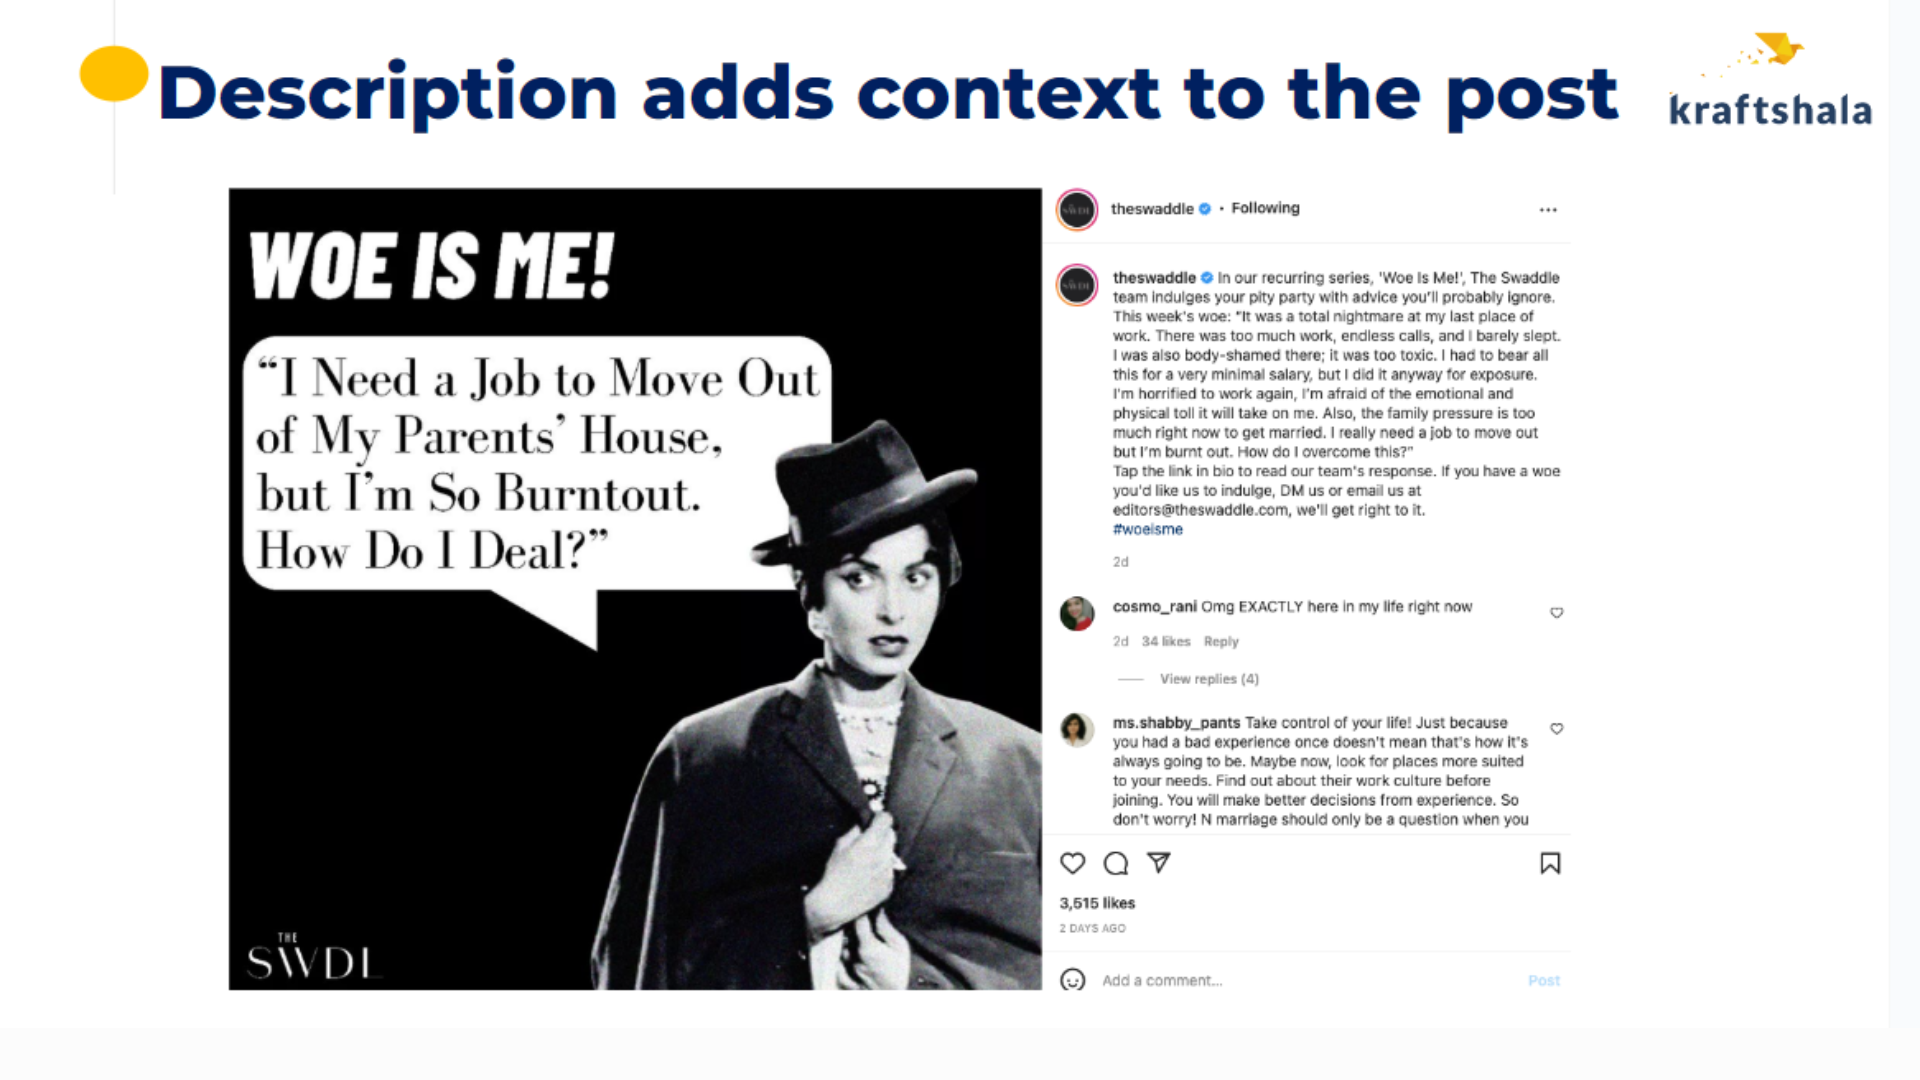 Description adds context to the post
kraftshala
WOE IS ME!
“I Need a Job to Move Out
of My Parents’ House,
but I’m So Burntout.
How Do I Deal?”
THE
SWDL
SWDL
theswaddle • Following
...
SWDL
theswaddle In our recurring series, 'Woe Is Me!', The Swaddle
team indulges your pity party with advice you’ll probably ignore.
This week's woe: "It was a total nightmare at my last place of
work. There was too much work, endless calls, and I barely slept.
I was also body-shamed there; it was too toxic. I had to bear all
this for a very minimal salary, but I did it anyway for exposure.
I'm horrified to work again, I'm afraid of the emotional and
physical toll it will take on me. Also, the family pressure is too
much right now to get married. I really need a job to move out
but I'm burnt out. How do I overcome this?"
Tap the link in bio to read our team's response. If you have a woe
you'd like us to indulge, DM us or email us at
editors@theswaddle.com, we'll get right to it.
#woeisme
2d
cosmo_rani Omg EXACTLY here in my life right now
2d 34 likes Reply
View replies (4)
ms.shabby_pants Take control of your life! Just because
you had a bad experience once doesn't mean that's how it's
always going to be. Maybe now, look for places more suited
to your needs. Find out about their work culture before
joining. You will make better decisions from experience. So
don't worry! N marriage should only be a question when you
3,515 likes
2 DAYS AGO
Add a comment...
Post